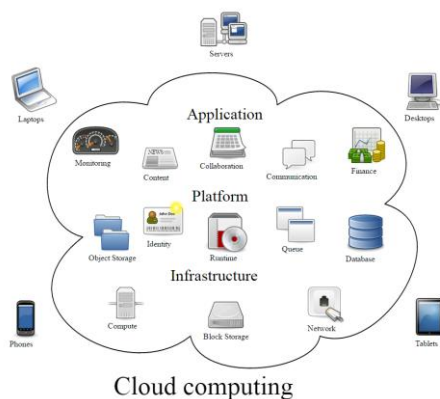 Servers
Laptops
Desktops
Application
Monitoring
NEWS
Content
Collaboration
Communication
Finance
Platform
Object Storage
Identity
Runtime
Queue
Database
Infrastructure
Compute
Block Storage
Network
Phones
Tablets
Cloud computing